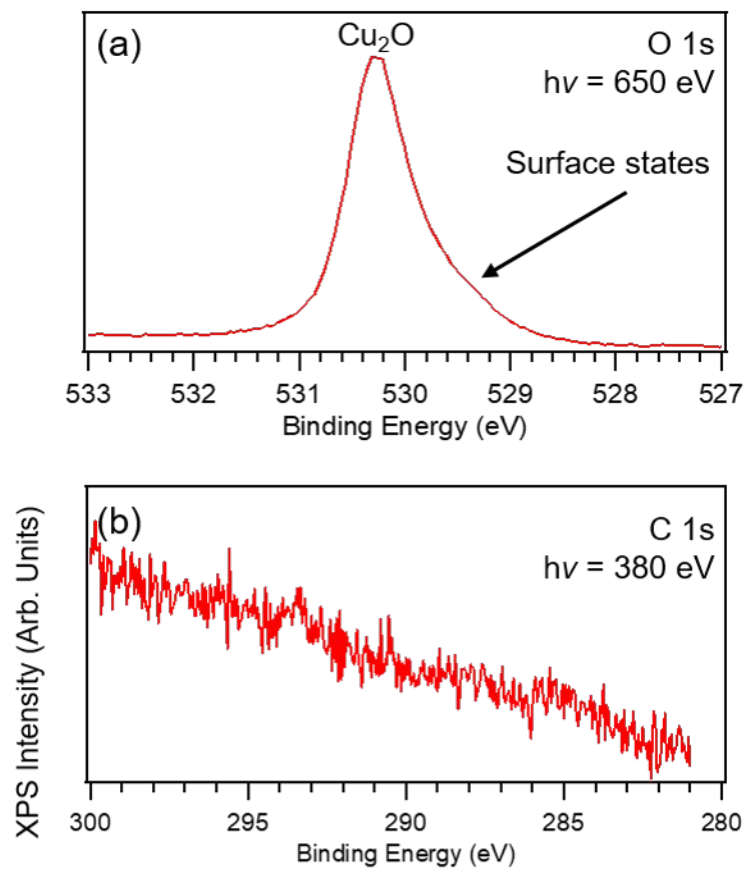 (a)
Cu₂O
O 1s
hν = 650 eV
Surface states
533 532 531 530 529 528 527
Binding Energy (eV)
(b)
C 1s
hν = 380 eV
XPS Intensity (Arb. Units)
300 295 290 285 280
Binding Energy (eV)